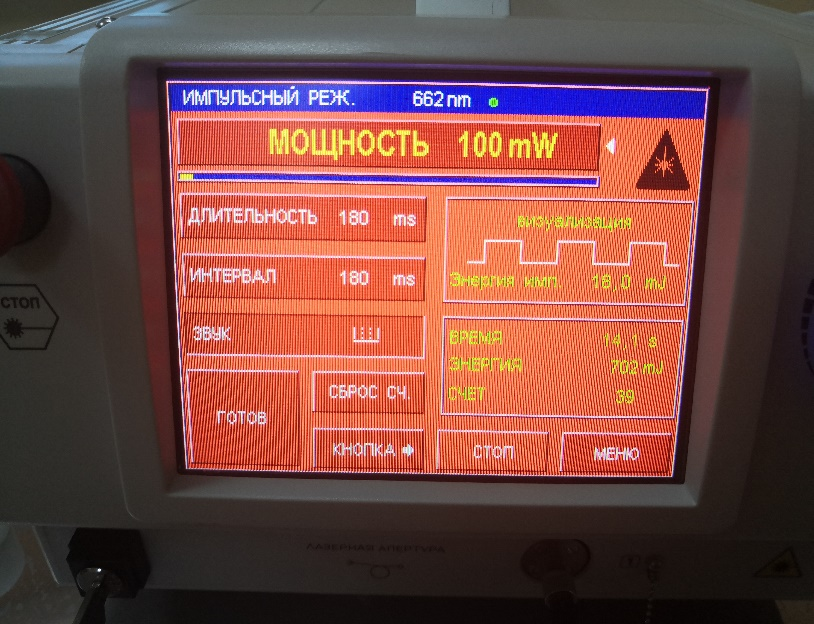 ИМПУЛЬСНЫЙ РЕЖ. 662 nm
МОЩНОСТЬ 100 mW
ДЛИТЕЛЬНОСТЬ 180 ms
визуализация
ИНТЕРВАЛ 180 ms
Энергия имп. 18.0 mJ
СТОП
ЗВУК
ВРЕМЯ 14.1 s
ЭНЕРГИЯ 702 mJ
СЧЕТ 39
ГОТОВ
СБРОС СЧ.
КНОПКА
СТОП
МЕНЮ
ЛАЗЕРНАЯ АПЕРТУРА